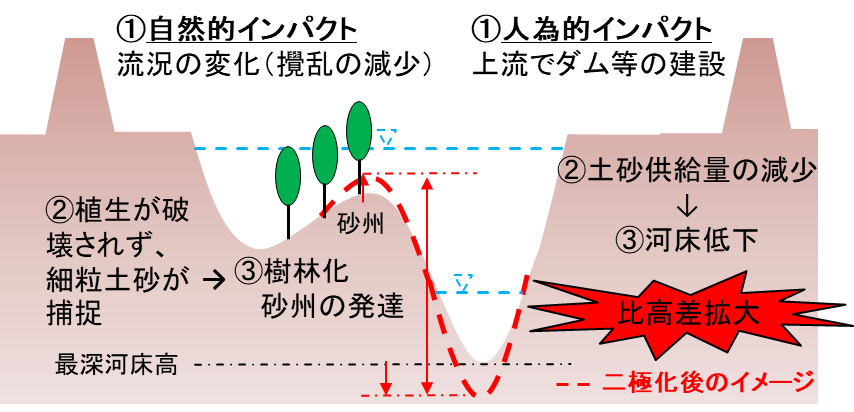 ①自然的インパクト
流況の変化（攪乱の減少）
①人為的インパクト
上流でダム等の建設
②植生が破
壊されず、
細粒土砂が
捕捉
→
③樹林化
砂州の発達
砂州
②土砂供給量の減少
↓
③河床低下
比高差拡大
最深河床高
二極化後のイメージ